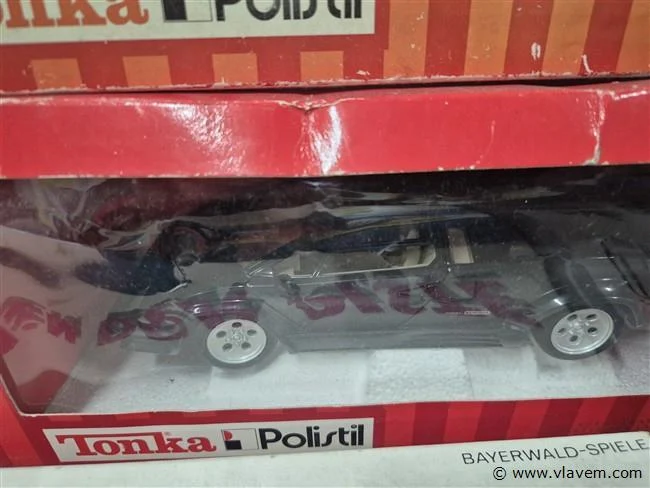 Tonka Polistil
Tonka Polistil
BAYERWALD-SPIELE
© www.vlavem.com